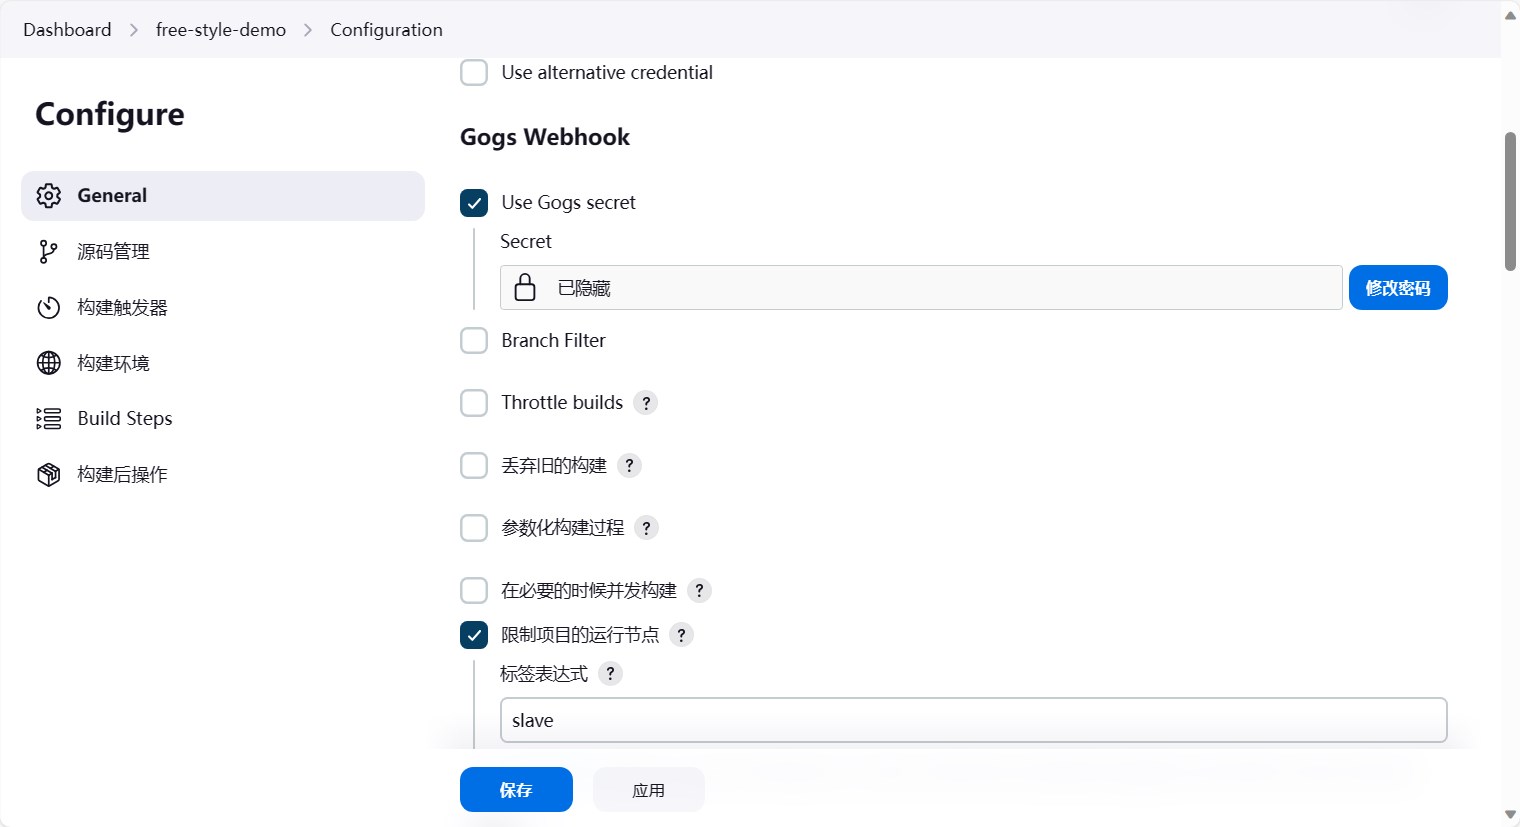 Dashboard > free-style-demo > Configuration
Configure
General
源码管理
构建触发器
构建环境
Build Steps
构建后操作
Use alternative credential
Gogs Webhook
Use Gogs secret
Secret
已隐藏
修改密码
Branch Filter
Throttle builds ?
丢弃旧的构建 ?
参数化构建过程 ?
在必要的时候并发构建 ?
限制项目的运行节点 ?
标签表达式 ?
slave
保存 应用